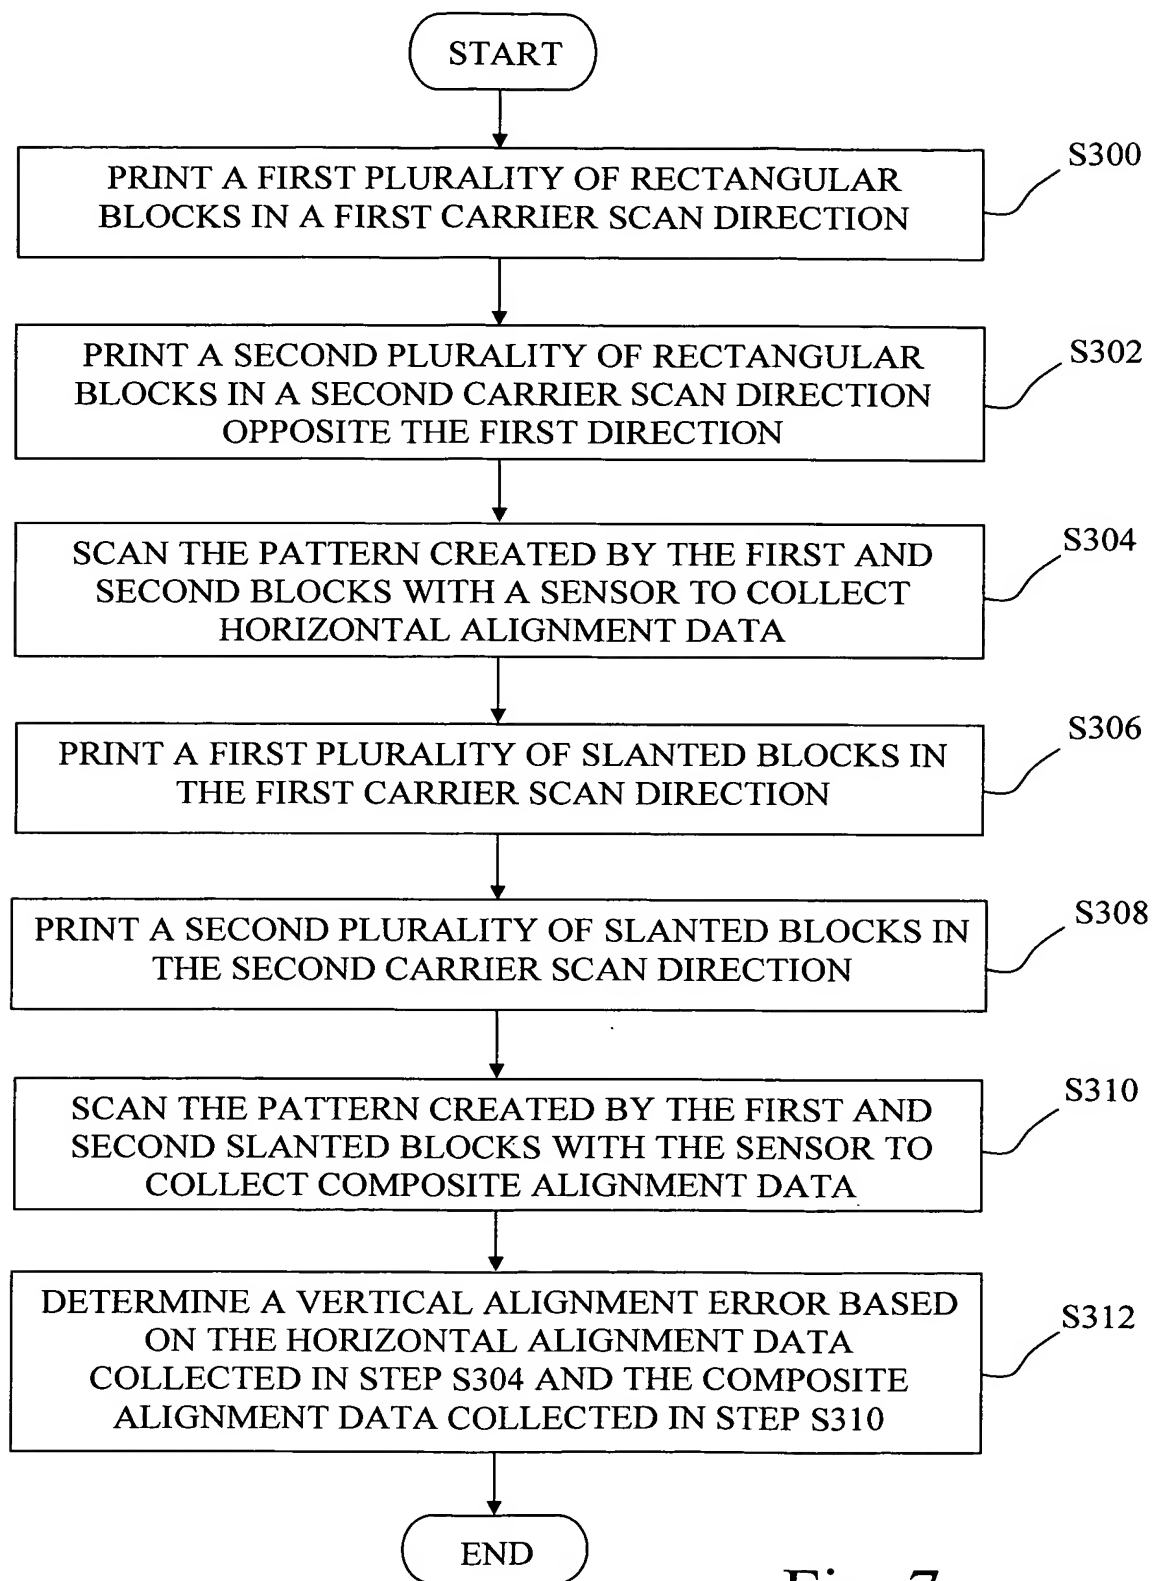 START
PRINT A FIRST PLURALITY OF RECTANGULAR
BLOCKS IN A FIRST CARRIER SCAN DIRECTION
S300
PRINT A SECOND PLURALITY OF RECTANGULAR
BLOCKS IN A SECOND CARRIER SCAN DIRECTION
OPPOSITE THE FIRST DIRECTION
S302
SCAN THE PATTERN CREATED BY THE FIRST AND
SECOND BLOCKS WITH A SENSOR TO COLLECT
HORIZONTAL ALIGNMENT DATA
S304
PRINT A FIRST PLURALITY OF SLANTED BLOCKS IN
THE FIRST CARRIER SCAN DIRECTION
S306
PRINT A SECOND PLURALITY OF SLANTED BLOCKS IN
THE SECOND CARRIER SCAN DIRECTION
S308
SCAN THE PATTERN CREATED BY THE FIRST AND
SECOND SLANTED BLOCKS WITH THE SENSOR TO
COLLECT COMPOSITE ALIGNMENT DATA
S310
DETERMINE A VERTICAL ALIGNMENT ERROR BASED
ON THE HORIZONTAL ALIGNMENT DATA
COLLECTED IN STEP S304 AND THE COMPOSITE
ALIGNMENT DATA COLLECTED IN STEP S310
S312
END
Fig. 7